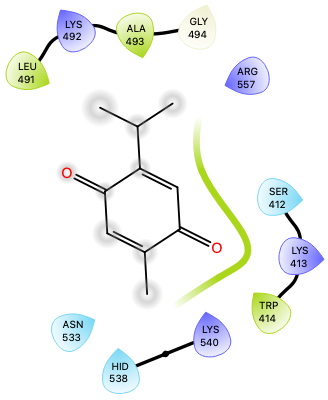 GLY
494
LYS
492
ALA
493
LEU
491
ARG
557
O
SER
412
O
LYS
413
TRP
414
ASN
533
LYS
540
HID
538